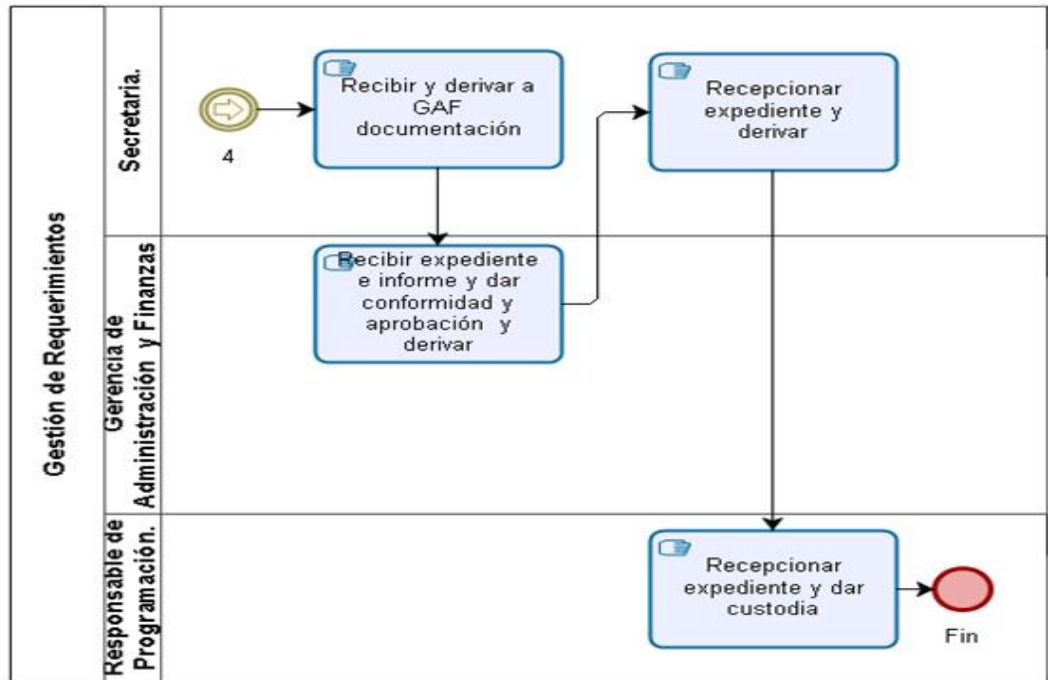 Gestión de Requerimientos
Secretaria.
4
Recibir y derivar a
GAF
documentación
Recepcionar
expediente y
derivar
Gerencia de
Administración y Finanzas
Recibir expediente
e informe y dar
conformidad y
aprobación y
derivar
Responsable de
Programación.
Recepcionar
expediente y dar
custodia
Fin